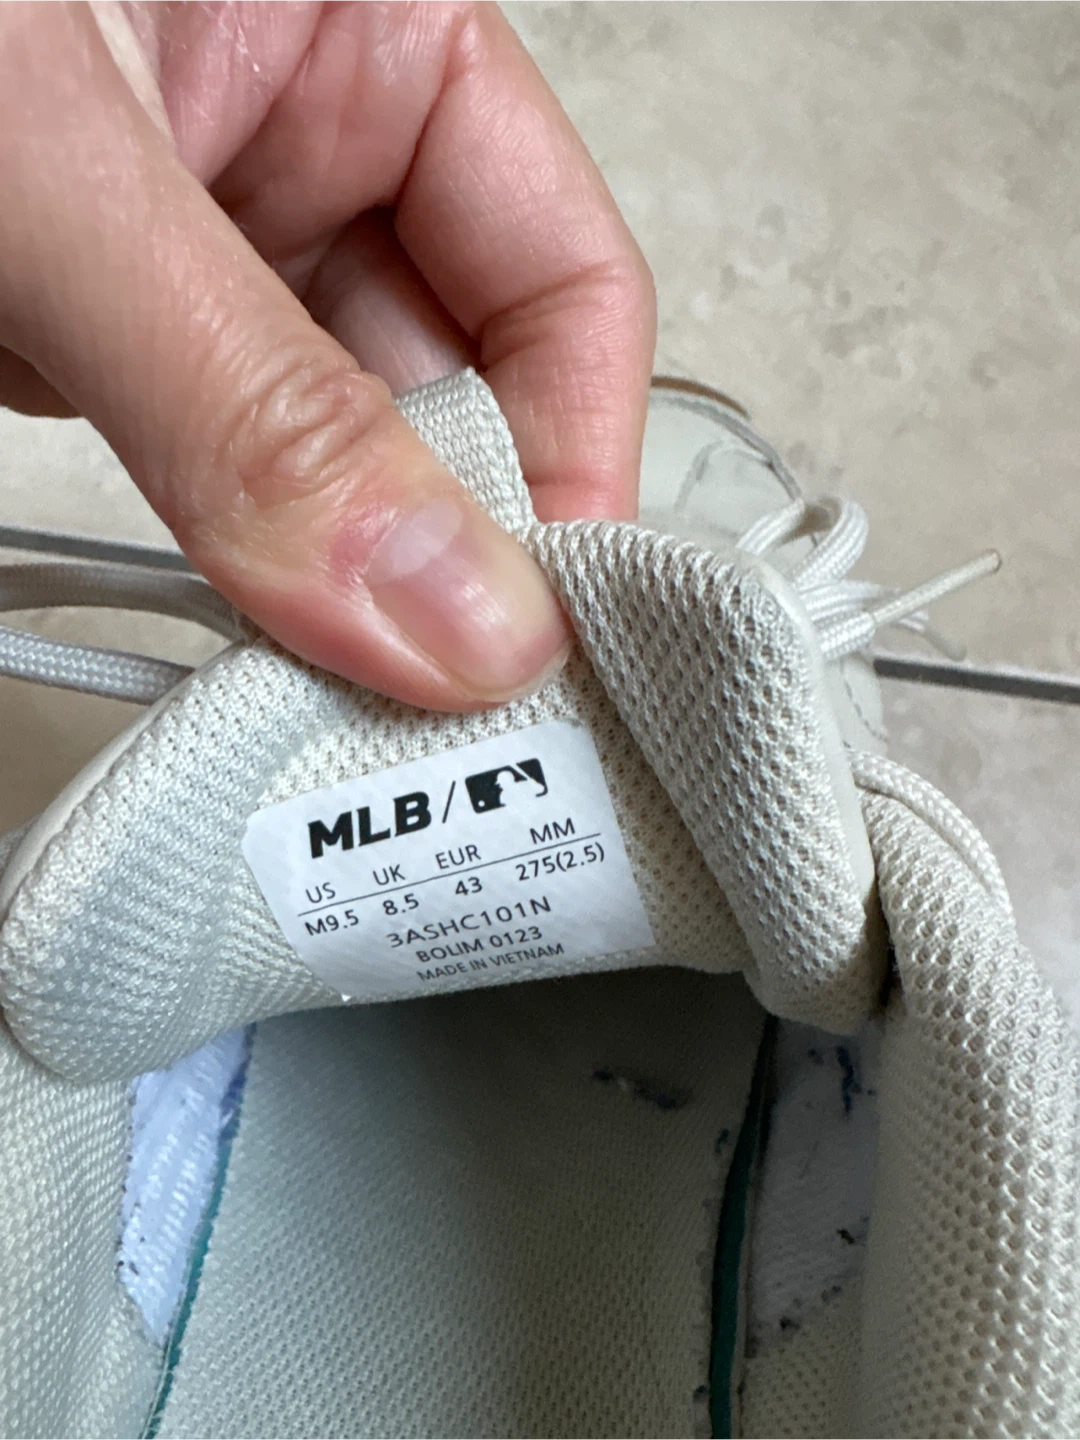 MLB/
US UK EUR MM
M9.5 8.5 43 275(2.5)
3ASHC101N
BOLIM 0123
MADE IN VIETNAM